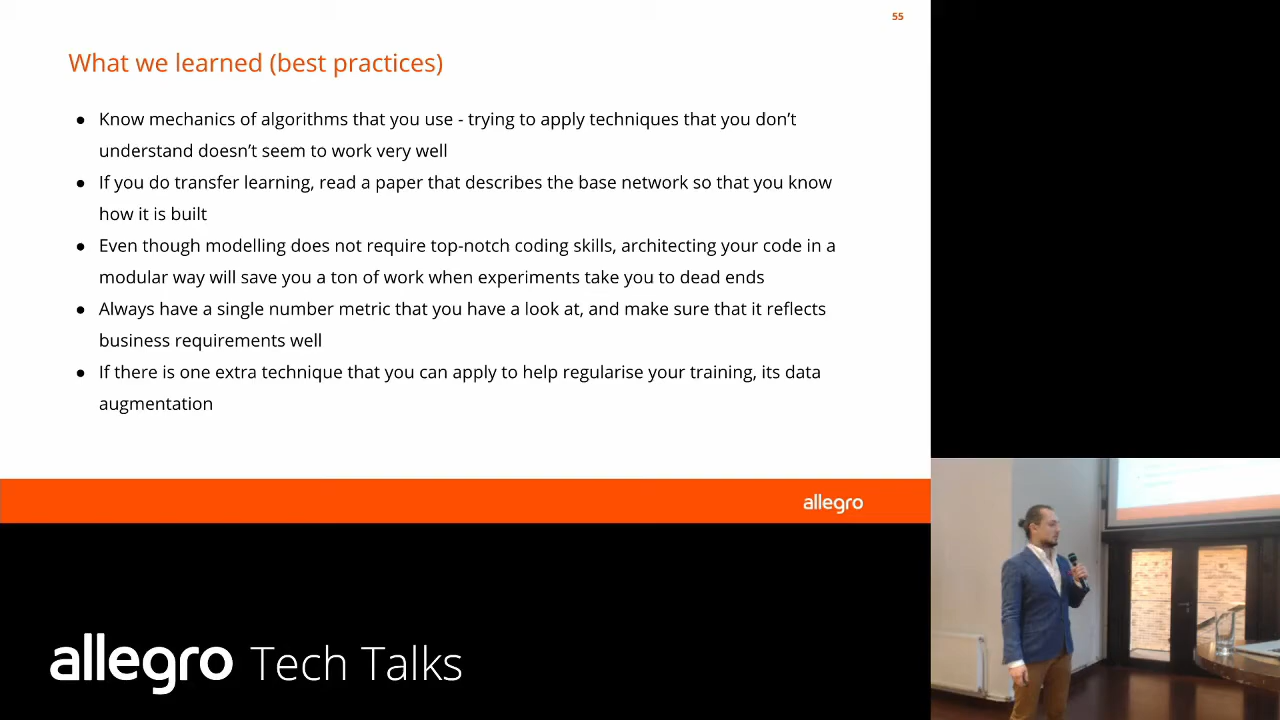 55
What we learned (best practices)
● Know mechanics of algorithms that you use - trying to apply techniques that you don’t
understand doesn’t seem to work very well
● If you do transfer learning, read a paper that describes the base network so that you know
how it is built
● Even though modelling does not require top-notch coding skills, architecting your code in a
modular way will save you a ton of work when experiments take you to dead ends
● Always have a single number metric that you have a look at, and make sure that it reflects
business requirements well
● If there is one extra technique that you can apply to help regularise your training, its data
augmentation
allegro
allegro Tech Talks